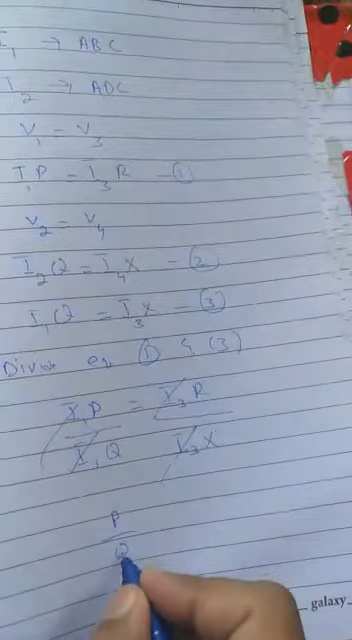 I₁ → ABC
I₂ → ADC
V₁ = V₃
I₁P = I₃R — ①
V₂ = V₄
I₂Q = I₄X — ②
I₁Q = I₃X — ③
Divide eq ① & (3)
I₁P / I₁Q = I₃R / I₃X
P / Q
galaxy